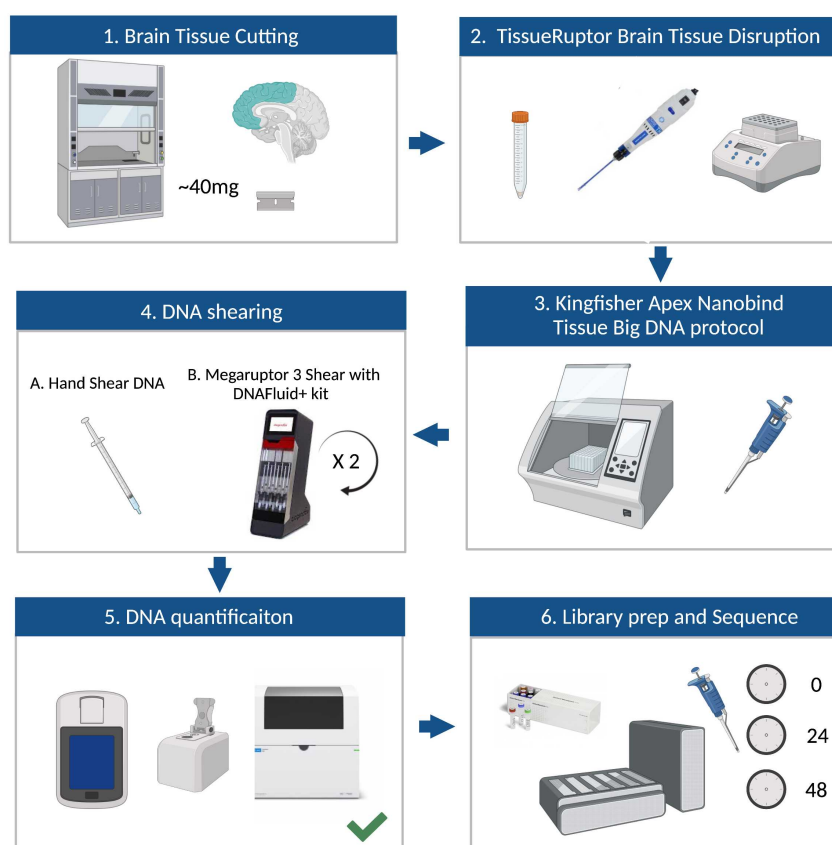 1. Brain Tissue Cutting
~40mg
2. TissueRuptor Brain Tissue Disruption
3. Kingfisher Apex Nanobind
Tissue Big DNA protocol
4. DNA shearing
A. Hand Shear DNA
B. Megaruptor 3 Shear with
DNAFluid+ kit
X 2
5. DNA quantificaiton
6. Library prep and Sequence
0
24
48